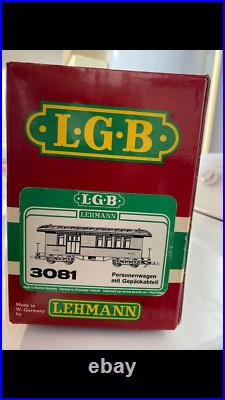 L·G·B
L·G·B
LEHMANN
3081
Personenwagen
mit Gepäckabteil
Made in
W.-Germany
by
LEHMANN